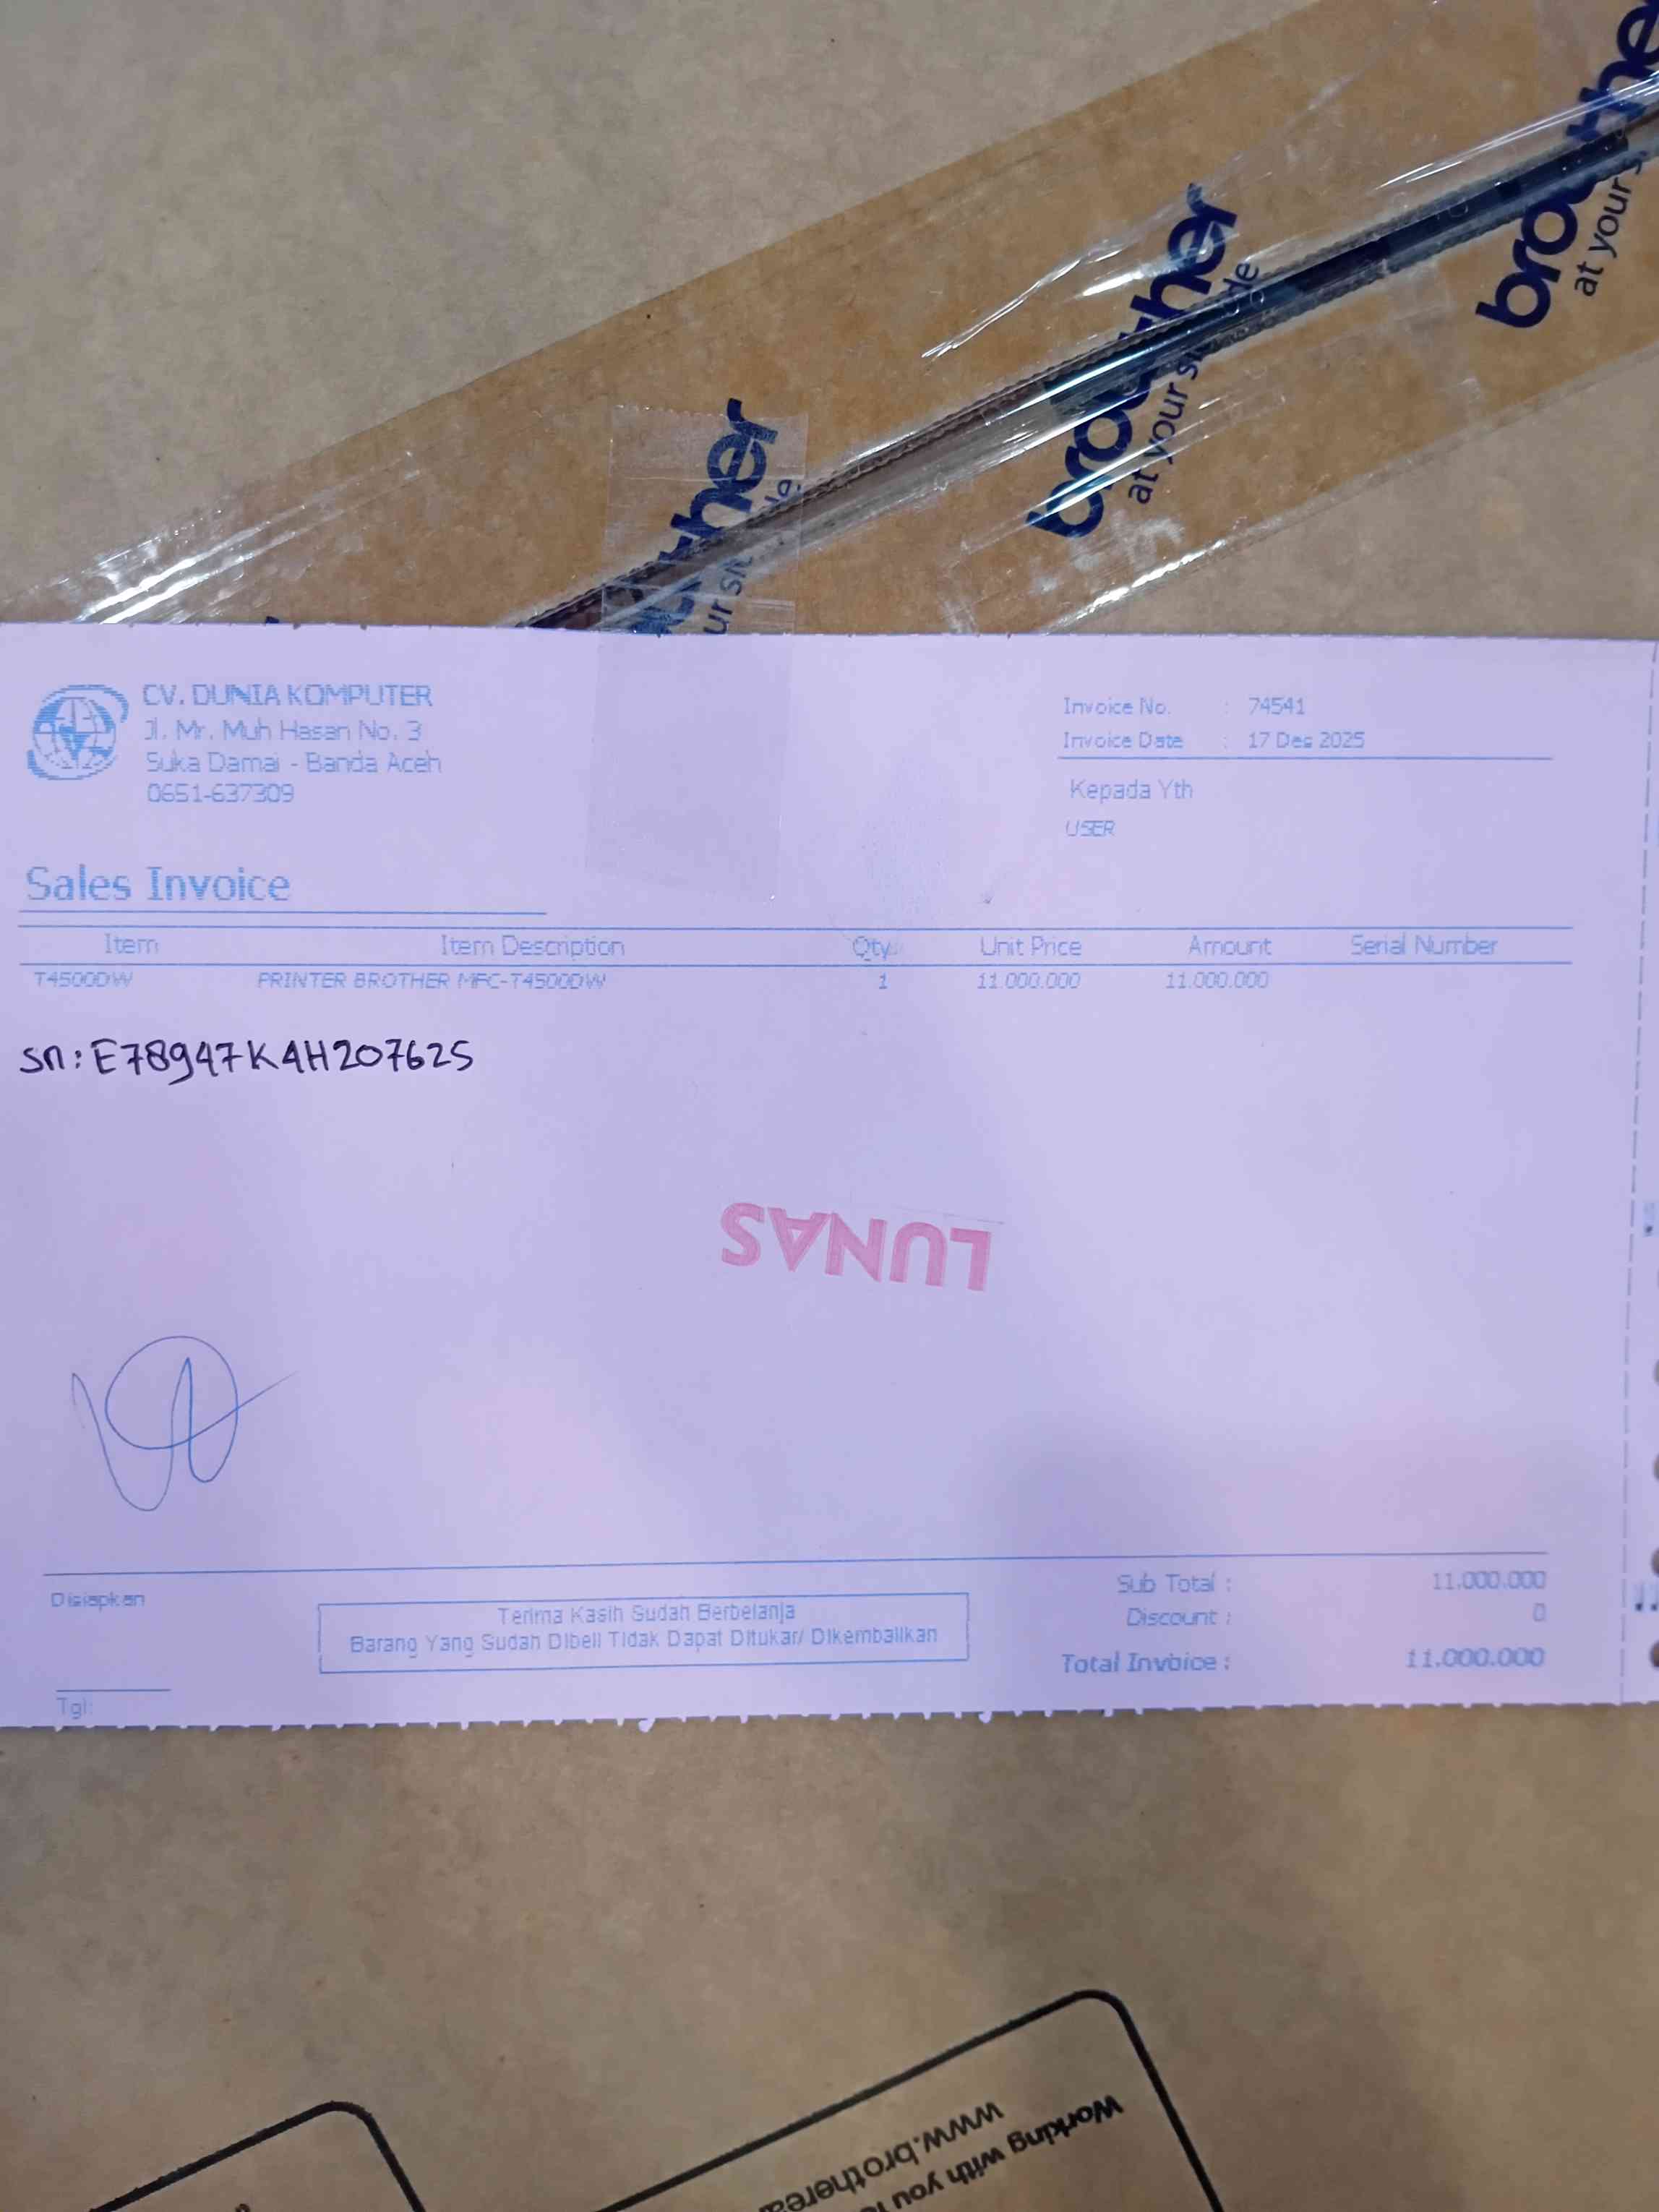 brother
at your
brother
at your side
ther
ur side
CV. DUNIA KOMPUTER
Jl. Mr. Muh Hasan No. 3
Suka Damai - Banda Aceh
0651-637309
Invoice No. : 74541
Invoice Date : 17 Des 2025
Kepada Yth
USER
Sales Invoice
Item Item Description Qty. Unit Price Amount Serial Number
T4500DW PRINTER BROTHER MFC-T4500DW 1 11.000.000 11.000.000
Sn: E78947K4H207625
LUNAS
Disiapkan
Terima Kasih Sudah Berbelanja
Barang Yang Sudah Dibeli Tidak Dapat Ditukar/ Dikembalikan
Sub Total : 11.000.000
Discount : 0
Total Invoice : 11.000.000
Tgl:
Working with you
www.brother